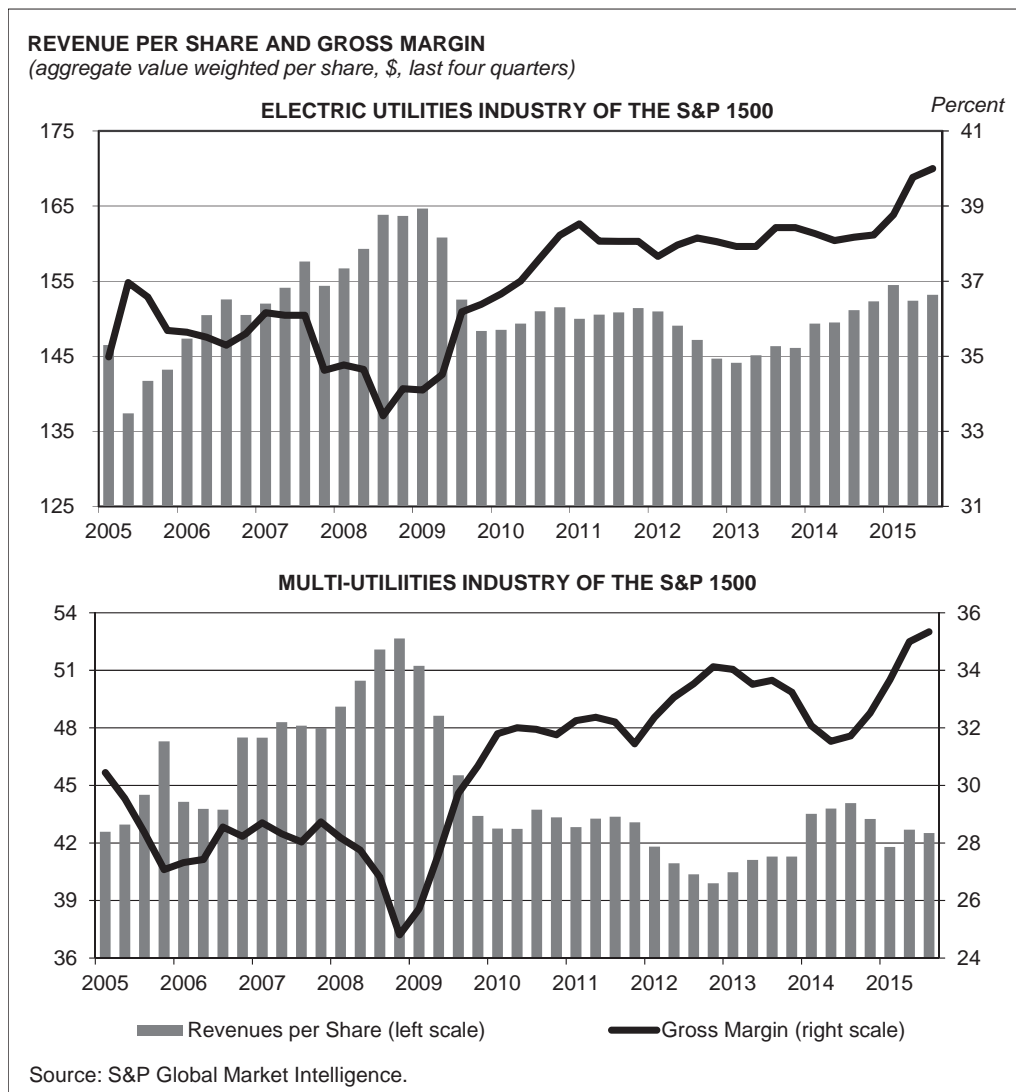 REVENUE PER SHARE AND GROSS MARGIN
(aggregate value weighted per share, $, last four quarters)
ELECTRIC UTILITIES INDUSTRY OF THE S&P 1500
Percent
175
165
155
145
135
125
41
39
37
35
33
31
2005 2006 2007 2008 2009 2010 2011 2012 2013 2014 2015
MULTI-UTILIITIES INDUSTRY OF THE S&P 1500
54
51
48
45
42
39
36
36
34
32
30
28
26
24
2005 2006 2007 2008 2009 2010 2011 2012 2013 2014 2015
Revenues per Share (left scale)
Gross Margin (right scale)
Source: S&P Global Market Intelligence.